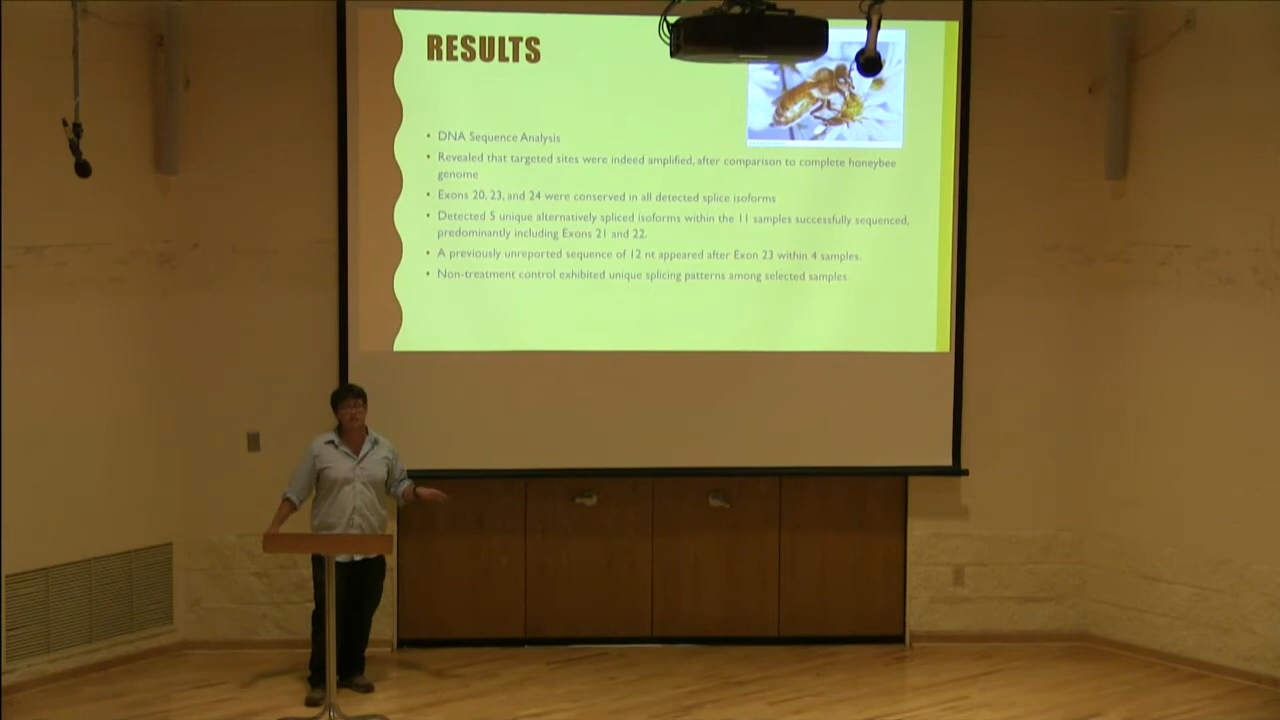 RESULTS
• DNA Sequence Analysis
• Revealed that targeted sites were indeed amplified, after comparison to complete honeybee
genome
• Exons 20, 23, and 24 were conserved in all detected splice isoforms
• Detected 5 unique alternatively spliced isoforms within the 11 samples successfully sequenced,
predominantly including Exons 21 and 22.
• A previously unreported sequence of 12 nt appeared after Exon 23 within 4 samples.
• Non-treatment control exhibited unique splicing patterns among selected samples.